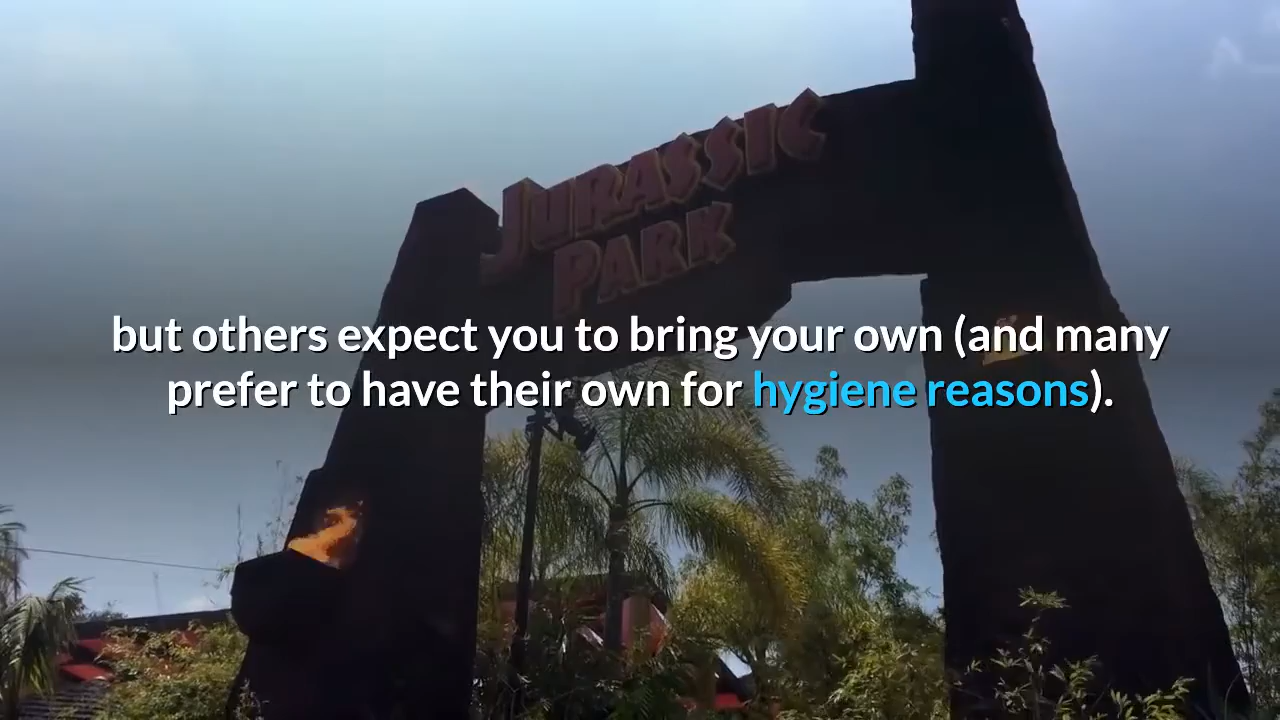 JURASSIC
PARK
but others expect you to bring your own (and many
prefer to have their own for hygiene reasons).